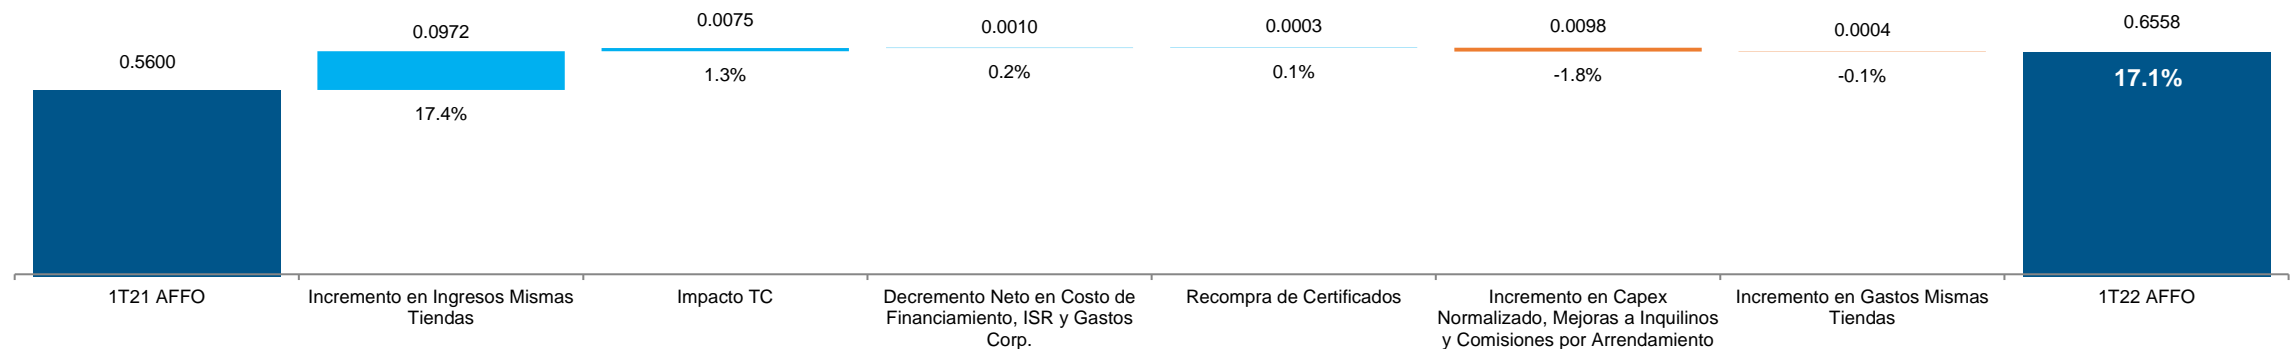 0.5600
0.0972
17.4%
0.0075
1.3%
0.0010
0.2%
0.0003
0.1%
0.0098
-1.8%
0.0004
-0.1%
0.6558
17.1%
1T21 AFFO
Incremento en Ingresos Mismas
Tiendas
Impacto TC
Decremento Neto en Costo de
Financiamiento, ISR y Gastos
Corp.
Recompra de Certificados
Incremento en Capex
Normalizado, Mejoras a Inquilinos
y Comisiones por Arrendamiento
Incremento en Gastos Mismas
Tiendas
1T22 AFFO